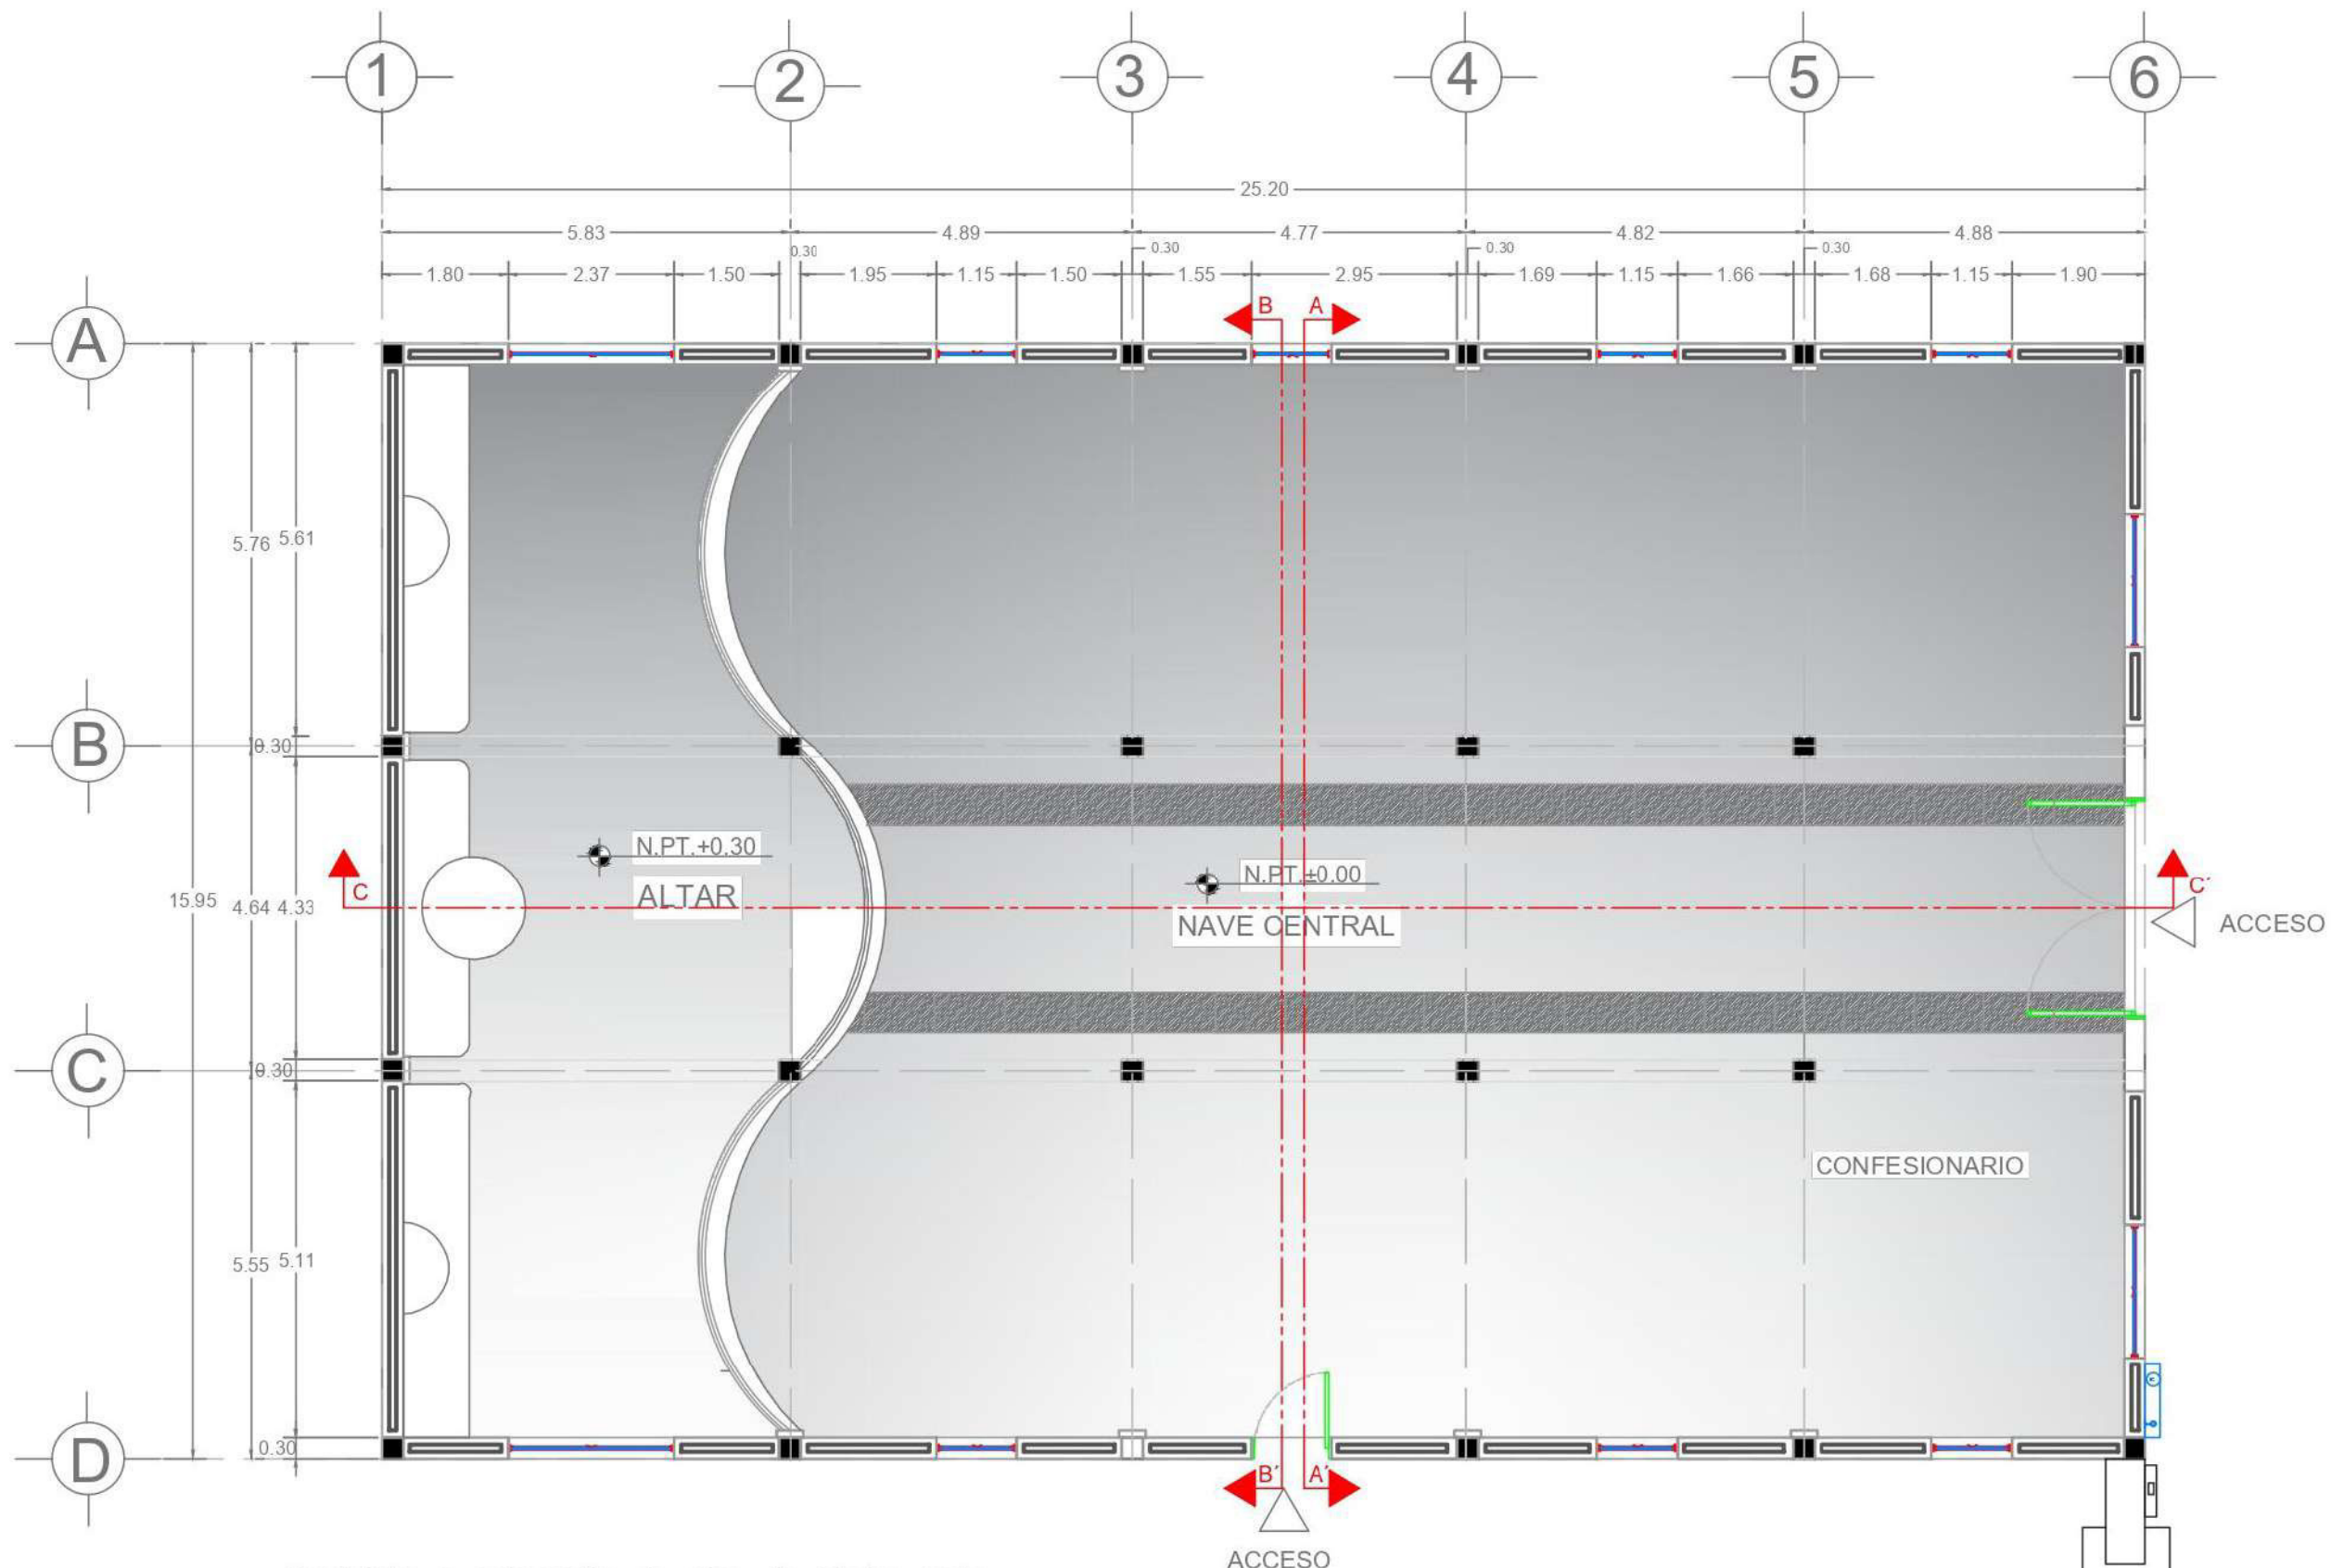 1 2 3 4 5 6
25.20
5.83 4.89 4.77 4.82 4.88
0.30 0.30 0.30 0.30
1.80 2.37 1.50 1.95 1.15 1.50 1.55 2.95 1.69 1.15 1.66 1.68 1.15 1.90
B A
A
5.76 5.61
B
0.30
N.PT.+0.30
N.PT.±0.00
ALTAR
C
C´
15.95 4.64 4.33
NAVE CENTRAL
ACCESO
C
0.30
CONFESIONARIO
5.55 5.11
D
0.30
B´ A´
ACCESO